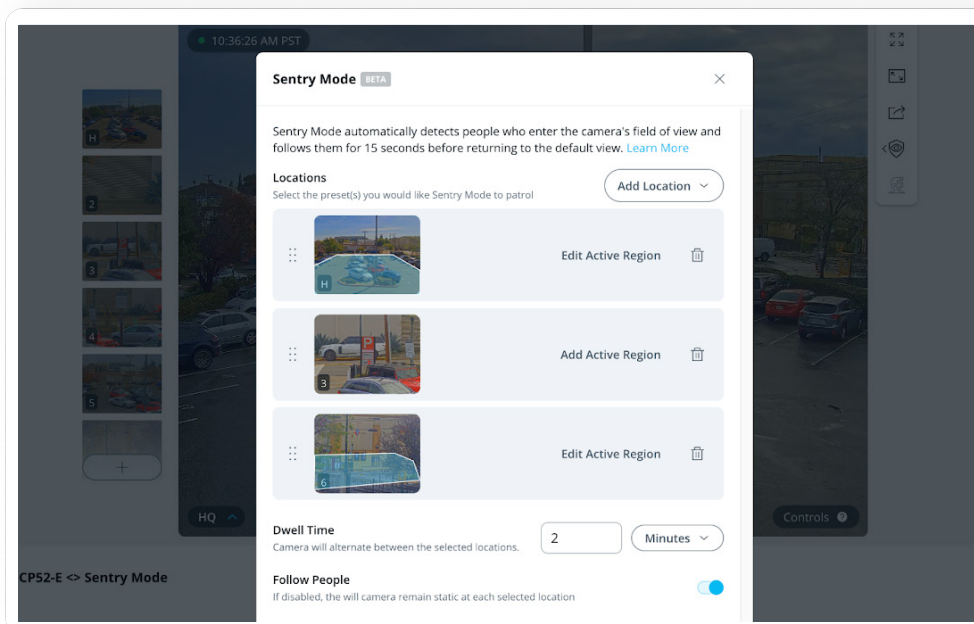 10:36:26 AM PST
Sentry Mode BETA
Sentry Mode automatically detects people who enter the camera's field of view and
follows them for 15 seconds before returning to the default view. Learn More
Locations
Select the preset(s) you would like Sentry Mode to patrol
Add Location
H
2
3
4
5
H
Edit Active Region
P
3
Add Active Region
6
Edit Active Region
HQ
Controls
Dwell Time
Camera will alternate between the selected locations.
2
Minutes
CP52-E <> Sentry Mode
Follow People
If disabled, the will camera remain static at each selected location